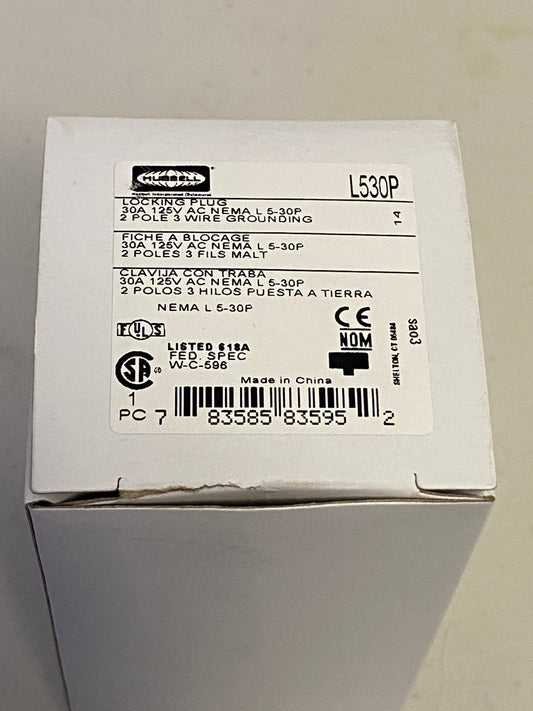 HUBBELL
L530P
LOCKING PLUG
30A 125V AC NEMA L 5-30P
2 POLE 3 WIRE GROUNDING
14
FICHE A BLOCAGE
30A 125V AC NEMA L 5-30P
2 POLES 3 FILS MALT
CLAVIJA CON TRABA
30A 125V AC NEMA L 5-30P
2 POLOS 3 HILOS PUESTA A TIERRA
NEMA L 5-30P
F UL S
LISTED 618A
FED. SPEC
W-C-596
SA
CE
NOM
SHELTON, CT 06484
Made in China
1
PC
7 83585 83595 2